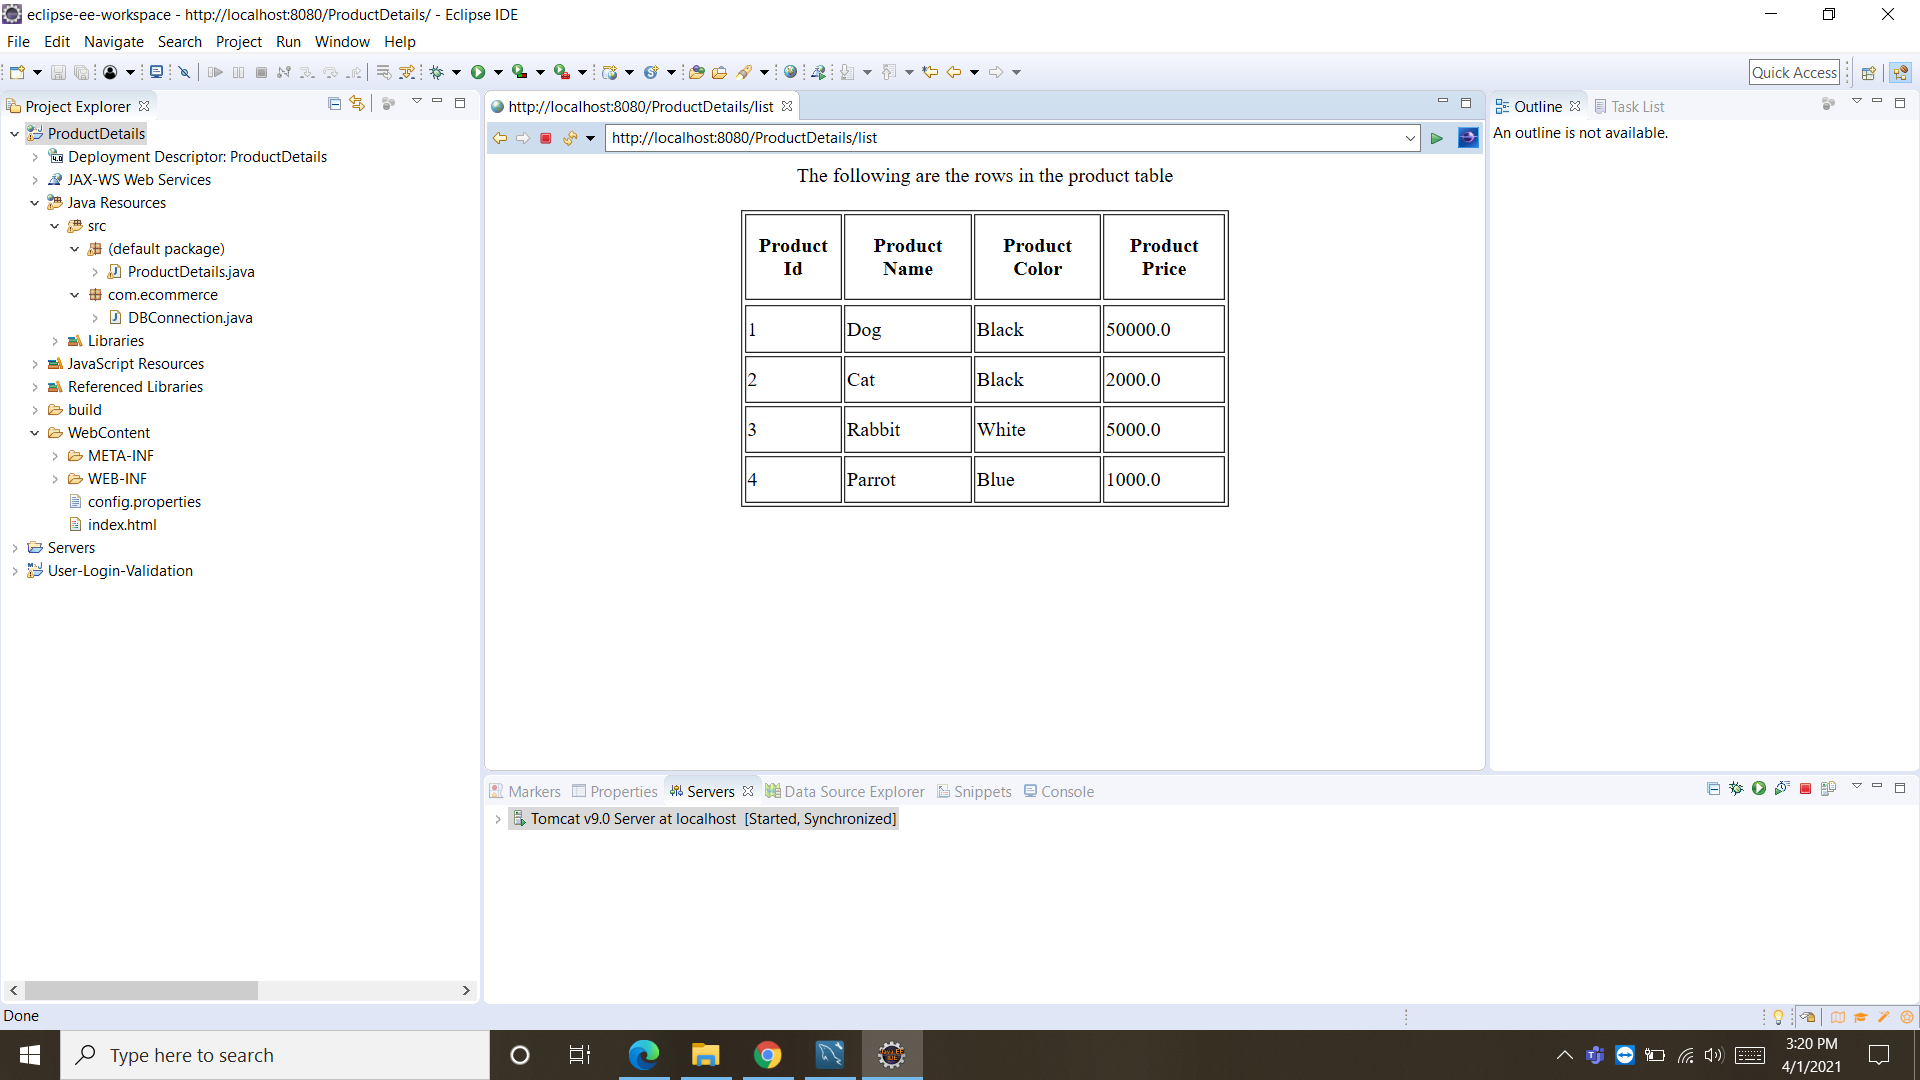 eclipse-ee-workspace - http://localhost:8080/ProductDetails/ - Eclipse IDE
File Edit Navigate Search Project Run Window Help
Quick Access
Project Explorer
ProductDetails
Deployment Descriptor: ProductDetails
JAX-WS Web Services
Java Resources
src
(default package)
ProductDetails.java
com.ecommerce
DBConnection.java
Libraries
JavaScript Resources
Referenced Libraries
build
WebContent
META-INF
WEB-INF
config.properties
index.html
Servers
User-Login-Validation
http://localhost:8080/ProductDetails/list
http://localhost:8080/ProductDetails/list
The following are the rows in the product table
Product Id Product Name Product Color Product Price
1 Dog Black 50000.0
2 Cat Black 2000.0
3 Rabbit White 5000.0
4 Parrot Blue 1000.0
Outline Task List
An outline is not available.
Markers Properties Servers Data Source Explorer Snippets Console
Tomcat v9.0 Server at localhost [Started, Synchronized]
Done
Type here to search
3:20 PM
4/1/2021